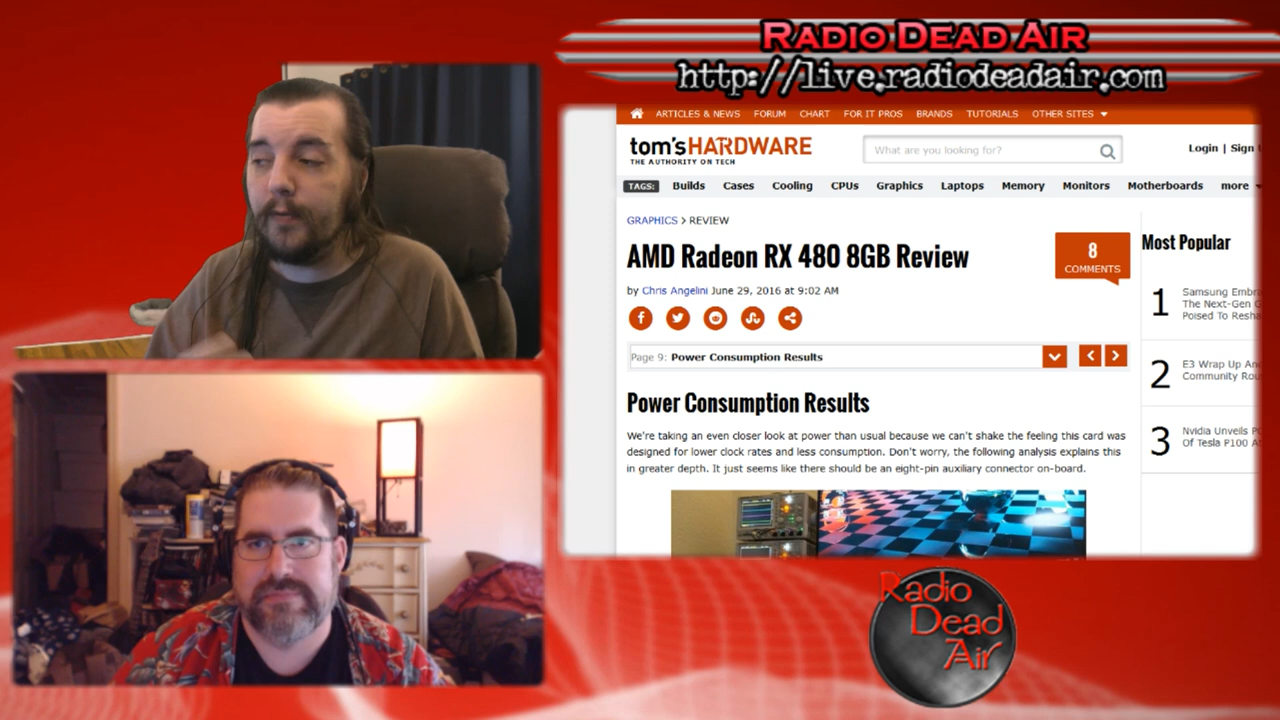 RADIO DEAD AIR
http://live.radiodeadair.com
ARTICLES & NEWS FORUM CHART FOR IT PROS BRANDS TUTORIALS OTHER SITES
tom's HARDWARE
THE AUTHORITY ON TECH
What are you looking for?
Login | Sign
TAGS: Builds Cases Cooling CPUs Graphics Laptops Memory Monitors Motherboards more
GRAPHICS > REVIEW
AMD Radeon RX 480 8GB Review
8
COMMENTS
by Chris Angelini June 29, 2016 at 9:02 AM
Page 9: Power Consumption Results
Power Consumption Results
We're taking an even closer look at power than usual because we can't shake the feeling this card was
designed for lower clock rates and less consumption. Don't worry, the following analysis explains this
in greater depth. It just seems like there should be an eight-pin auxiliary connector on-board.
Most Popular
1
Samsung
The Next-Gen
Poised To
2
E3 Wrap Up
Community
3
Nvidia Unveils
Of Tesla P100
Radio
Dead
Air